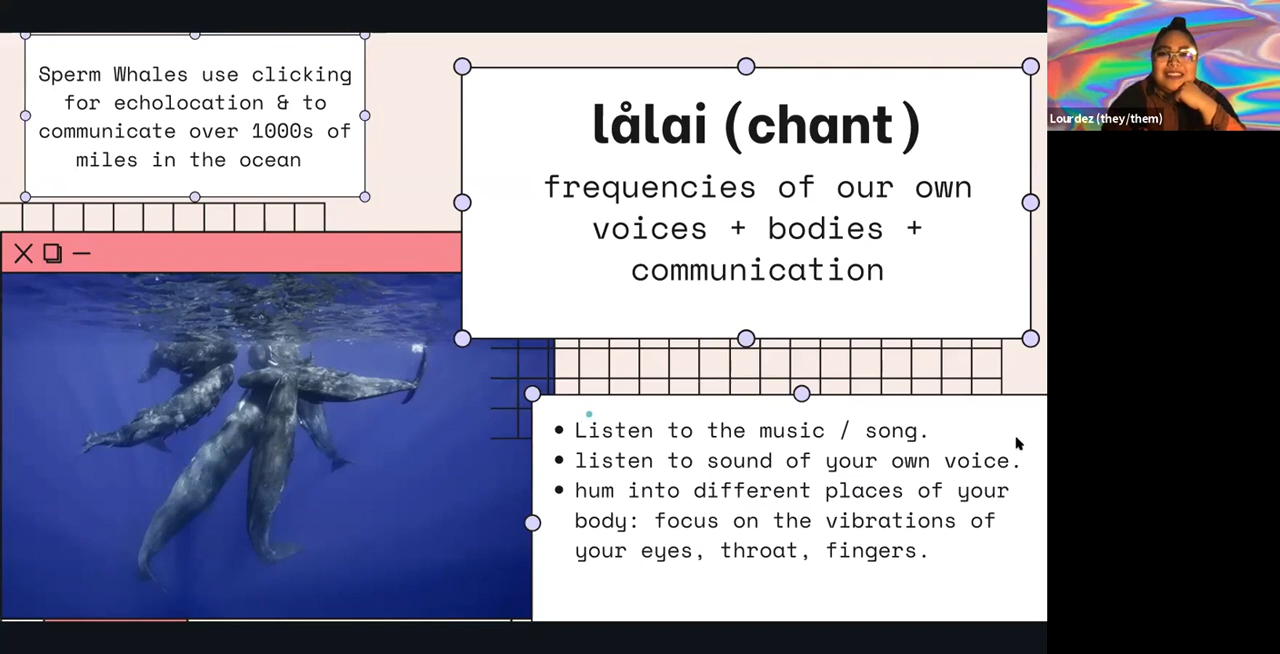 Sperm Whales use clicking
for echolocation & to
communicate over 1000s of
miles in the ocean
lålai (chant)
frequencies of our own
voices + bodies +
communication
• Listen to the music / song.
• listen to sound of your own voice.
• hum into different places of your
body: focus on the vibrations of
your eyes, throat, fingers.
Lourdez (they/them)